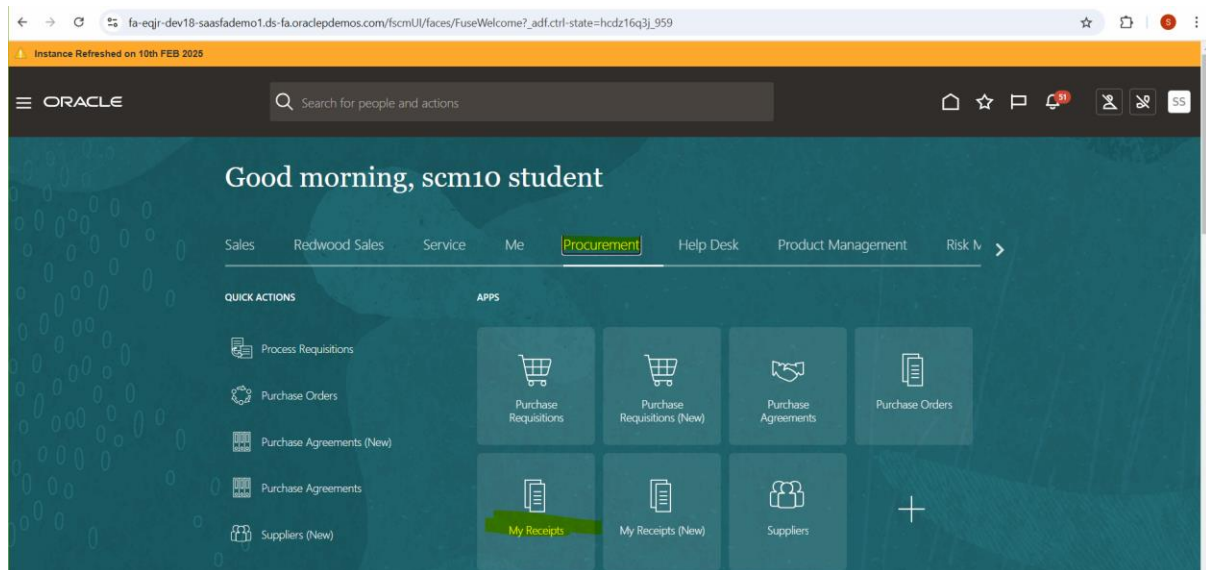 fa-eqjr-dev18-saasfademo1.ds-fa.oraclepdemos.com/fscmUI/faces/FuseWelcome?_adf.ctrl-state=hcdz16q3j_959
S
Instance Refreshed on 10th FEB 2025
ORACLE
Search for people and actions
51
SS
Good morning, scm10 student
Sales Redwood Sales Service Me Procurement Help Desk Product Management Risk M
QUICK ACTIONS
APPS
Process Requisitions
Purchase Orders
Purchase Agreements (New)
Purchase Agreements
Suppliers (New)
Purchase
Requisitions
Purchase
Requisitions (New)
Purchase
Agreements
Purchase Orders
My Receipts
My Receipts (New)
Suppliers